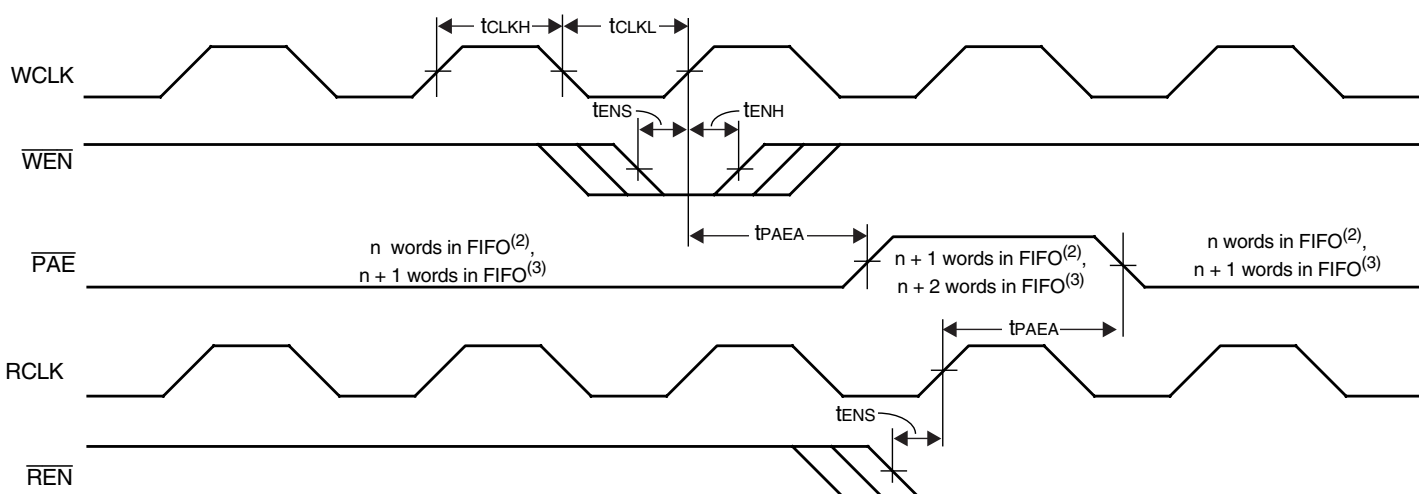 tCLKH
tCLKL
WCLK
tENS
tENH
WEN
tPAEA
n words in FIFO(2),
n + 1 words in FIFO(3)
PAE
n + 1 words in FIFO(2),
n + 2 words in FIFO(3)
n words in FIFO(2),
n + 1 words in FIFO(3)
tPAEA
RCLK
tENS
REN